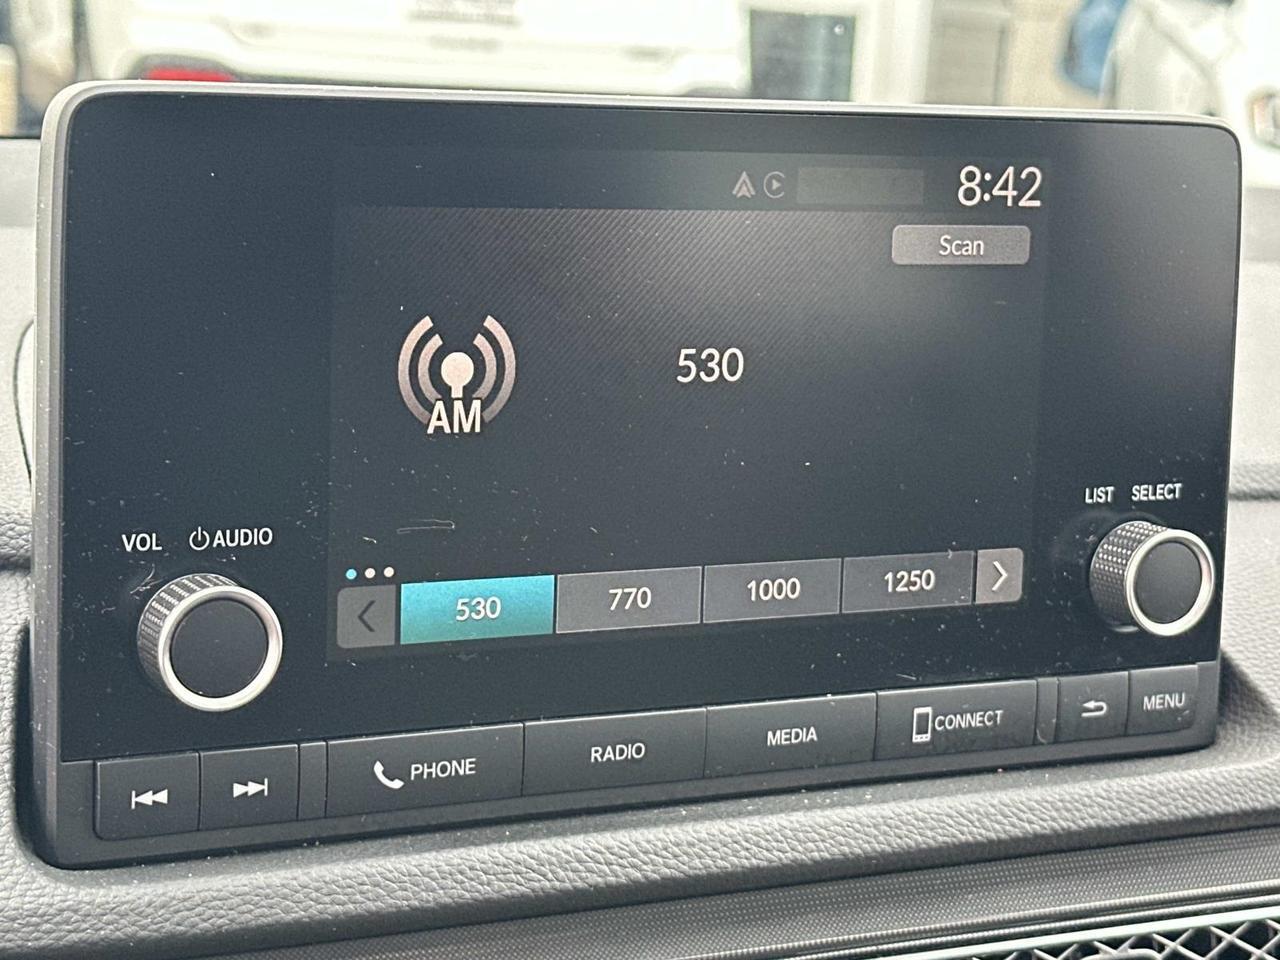 8:42
Scan
530
AM
VOL AUDIO
LIST SELECT
530 770 1000 1250
PHONE RADIO MEDIA CONNECT MENU